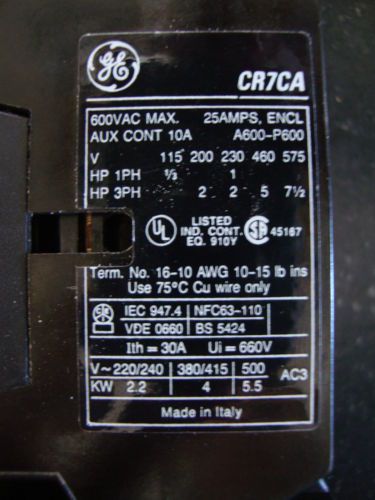 GE
CR7CA
600VAC MAX. 25AMPS, ENCL
AUX CONT 10A A600-P600
V 115 200 230 460 575
HP 1PH ⅓ 1
HP 3PH 2 2 5 7½
UL LISTED SA 45167
IND. CONT.
EQ. 910Y
Term. No. 16-10 AWG 10-15 lb ins
Use 75°C Cu wire only
IEC 947.4 NFC63-110
VDE 0660 BS 5424
Ith = 30A Ui = 660V
V~220/240 380/415 500 AC3
KW 2.2 4 5.5
Made in Italy